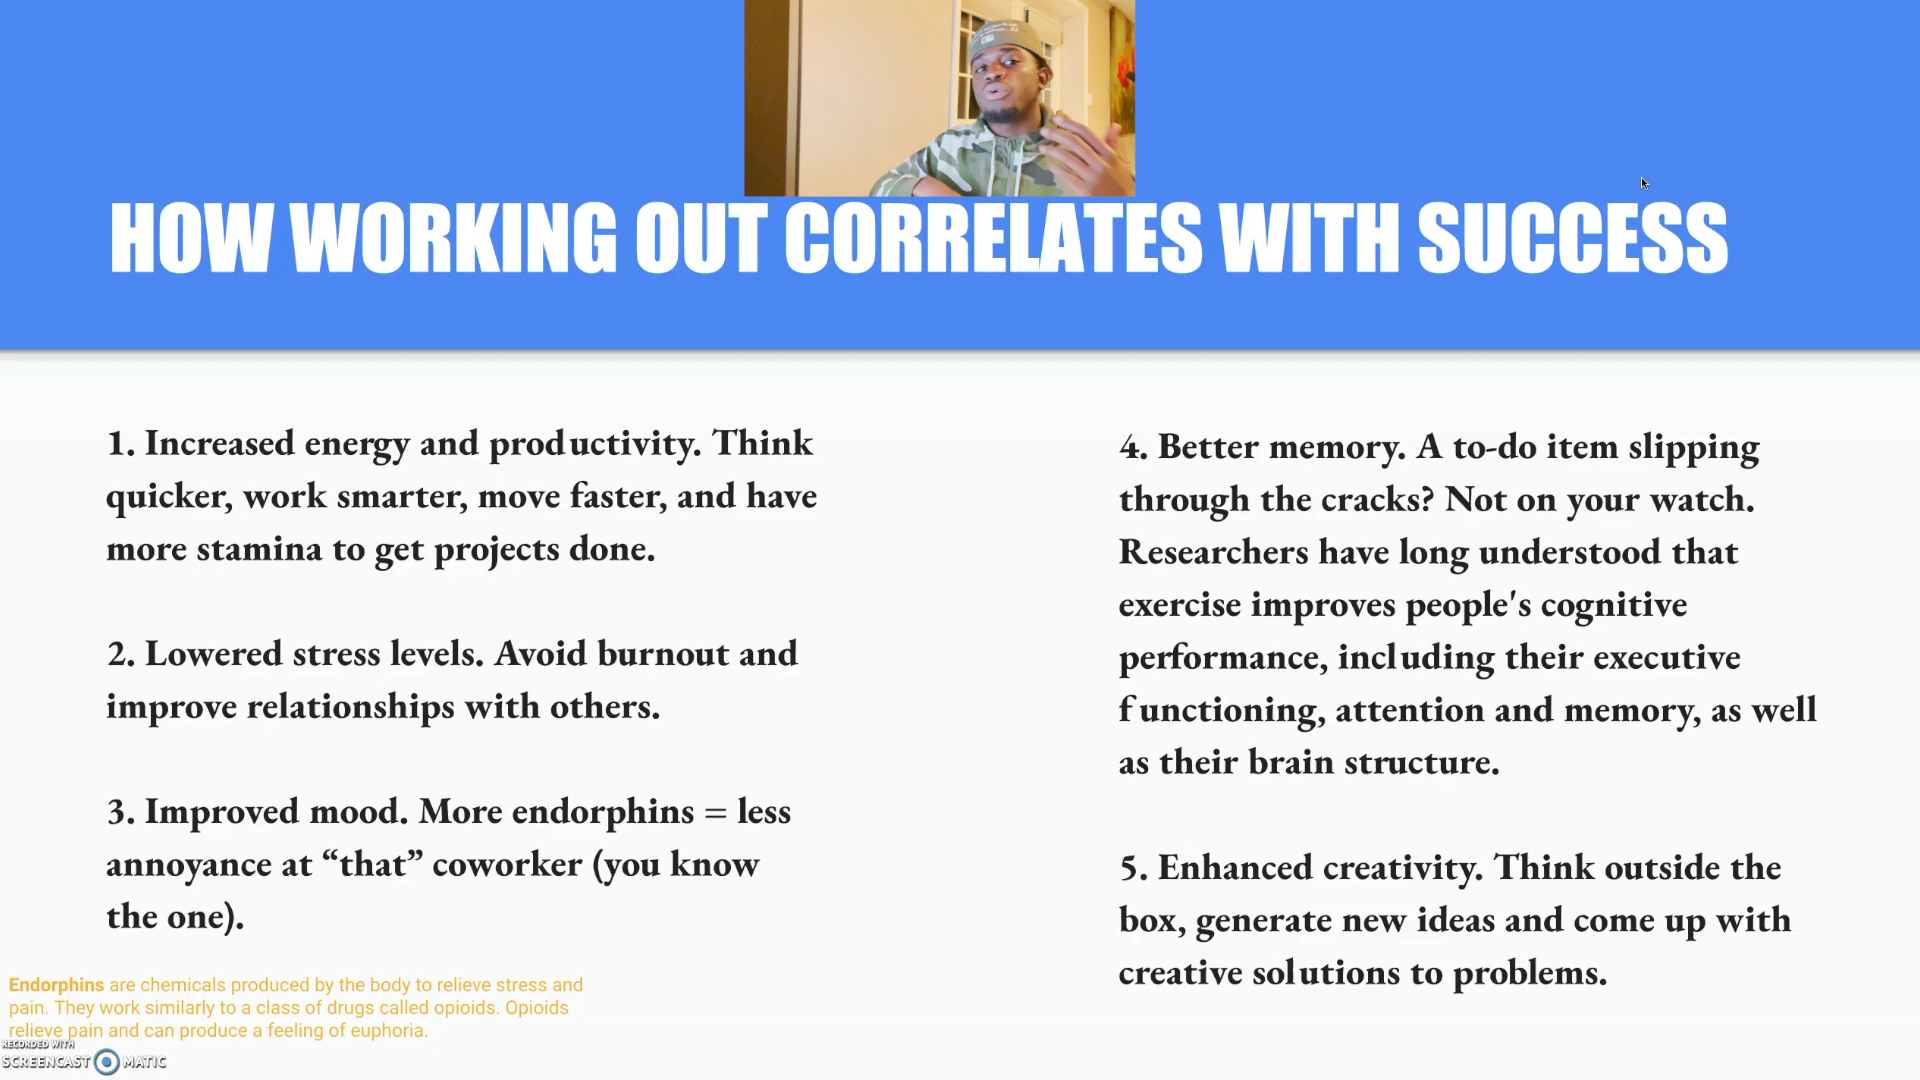 HOW WORKING OUT CORRELATES WITH SUCCESS
1. Increased energy and productivity. Think
quicker, work smarter, move faster, and have
more stamina to get projects done.
2. Lowered stress levels. Avoid burnout and
improve relationships with others.
3. Improved mood. More endorphins = less
annoyance at “that” coworker (you know
the one).
Endorphins are chemicals produced by the body to relieve stress and
pain. They work similarly to a class of drugs called opioids. Opioids
relieve pain and can produce a feeling of euphoria.
4. Better memory. A to-do item slipping
through the cracks? Not on your watch.
Researchers have long understood that
exercise improves people's cognitive
performance, including their executive
functioning, attention and memory, as well
as their brain structure.
5. Enhanced creativity. Think outside the
box, generate new ideas and come up with
creative solutions to problems.
RECORDED WITH
SCREENCAST MATIC